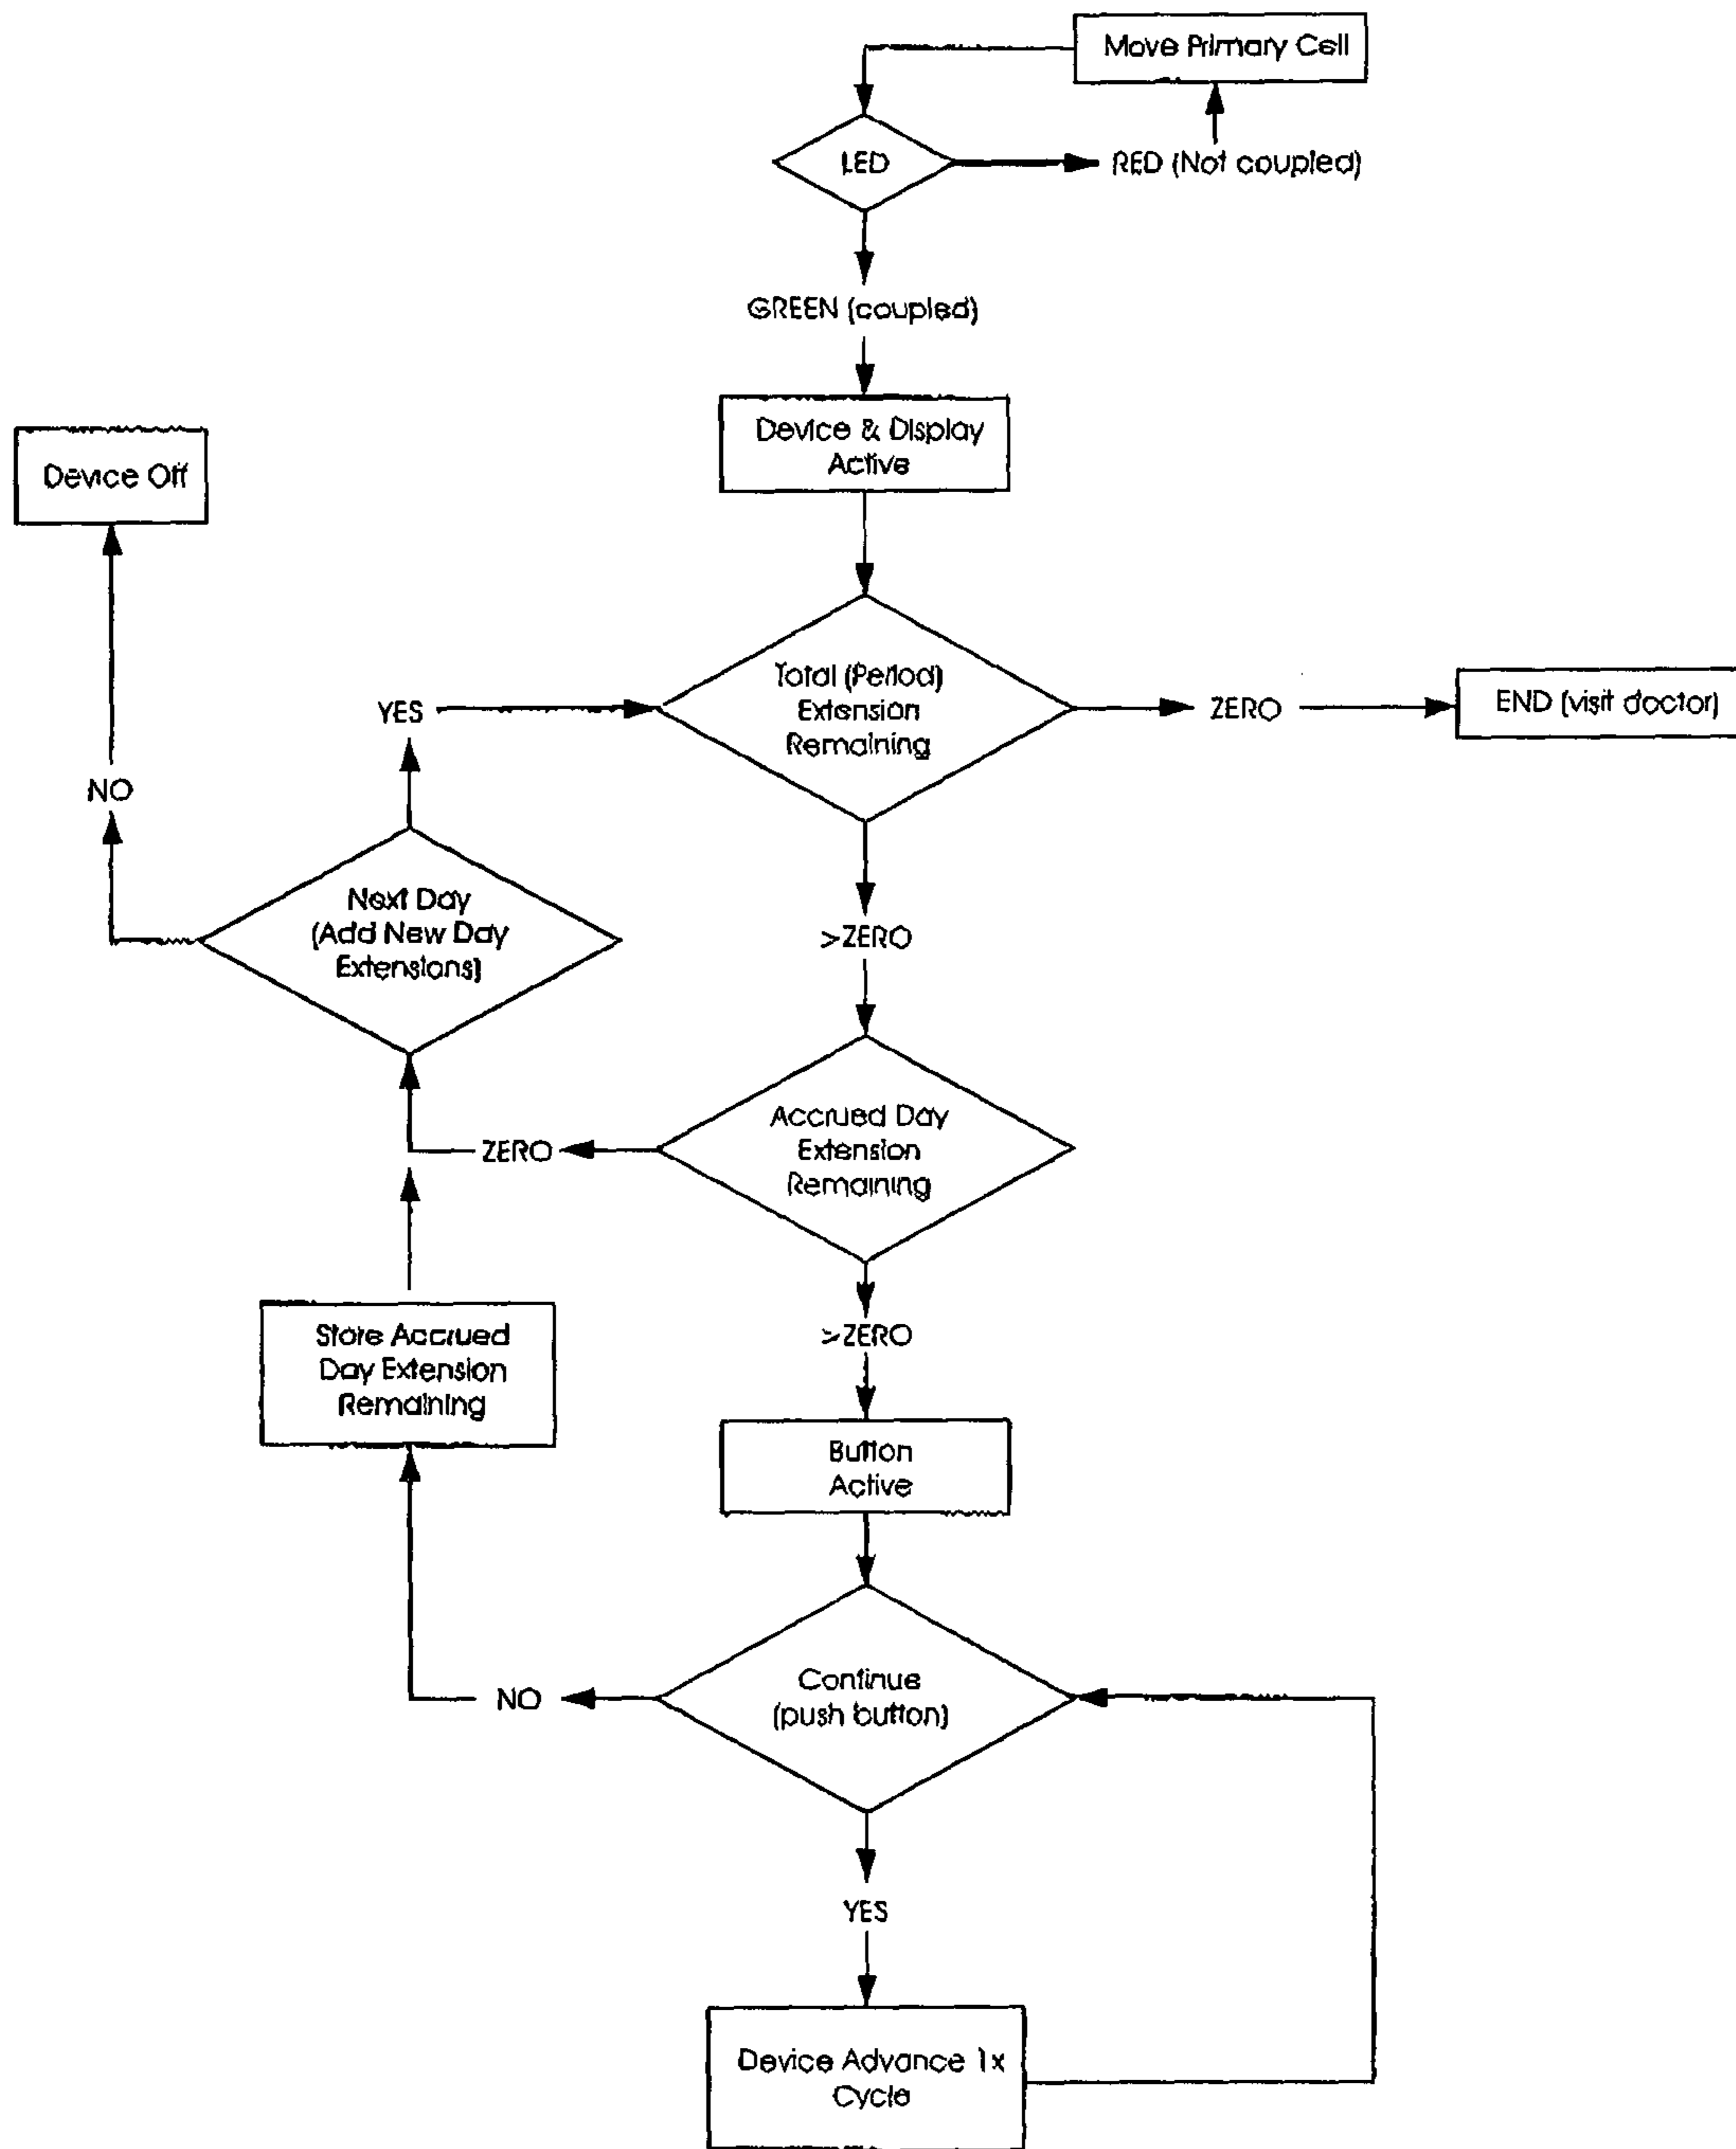 Move Primary Cell
LED
RED (Not coupled)
GREEN (coupled)
Device & Display
Active
Device Off
Total (Period)
Extension
Remaining
YES
ZERO
END (visit doctor)
NO
Next Day
(Add New Day
Extensions)
>ZERO
Accrued Day
Extension
Remaining
ZERO
Store Accrued
Day Extension
Remaining
>ZERO
Button
Active
Continue
(push button)
NO
YES
Device Advance 1x
Cycle